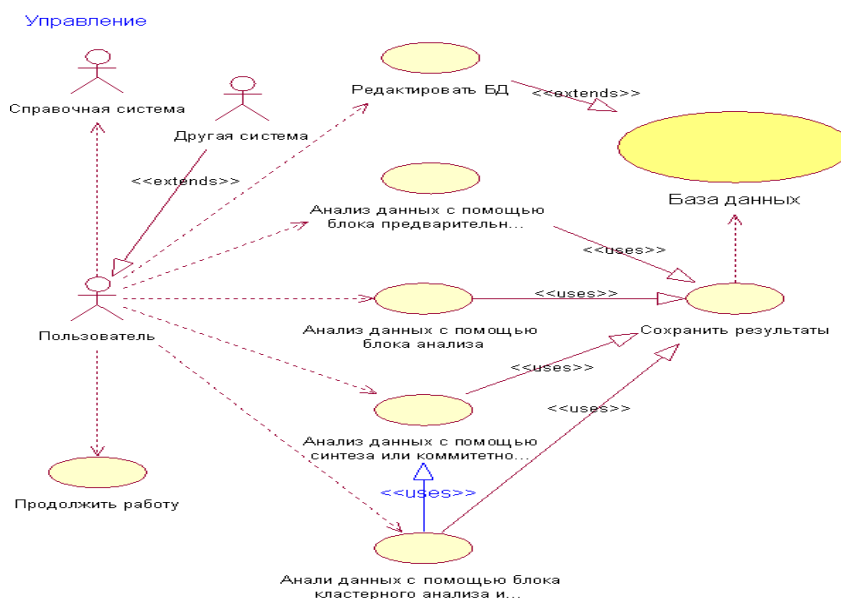 Управление
Справочная система
Другая система
<<extends>>
Редактировать БД
<<extends>>
База данных
Анализ данных с помощью
блока предварительн...
<<uses>>
Пользователь
Анализ данных с помощью
блока анализа
<<uses>>
Сохранить результаты
<<uses>>
Анализ данных с помощью
синтеза или коммитетно...
<<uses>>
<<uses>>
Продолжить работу
Анали данных с помощью блока
кластерного анализа и...